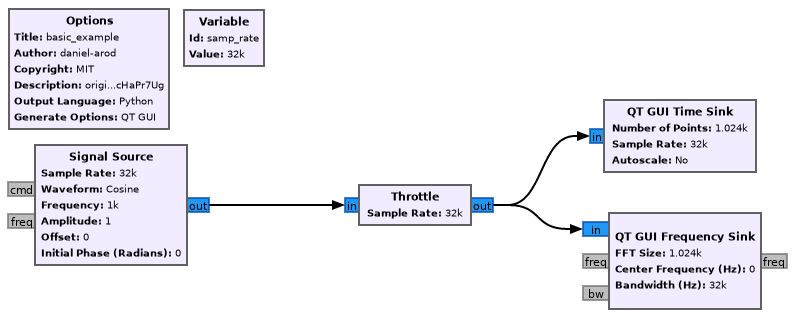 Options
Title: basic_example
Author: daniel-arod
Copyright: MIT
Description: origi...cHaPr7Ug
Output Language: Python
Generate Options: QT GUI
Variable
Id: samp_rate
Value: 32k
Signal Source
Sample Rate: 32k
Waveform: Cosine
Frequency: 1k
Amplitude: 1
Offset: 0
Initial Phase (Radians): 0
cmd
freq
out
in
Throttle
Sample Rate: 32k
out
in
QT GUI Time Sink
Number of Points: 1.024k
Sample Rate: 32k
Autoscale: No
in
freq
bw
QT GUI Frequency Sink
FFT Size: 1.024k
Center Frequency (Hz): 0
Bandwidth (Hz): 32k
freq